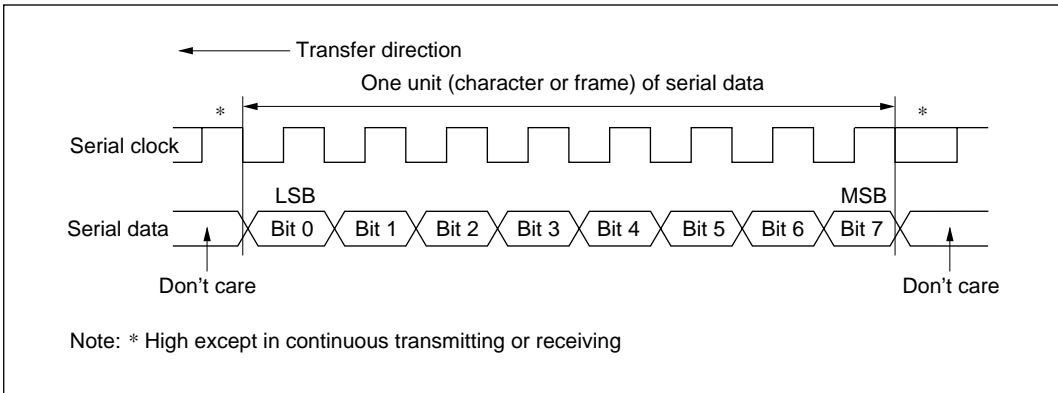 Transfer direction
One unit (character or frame) of serial data
* *
Serial clock
LSB MSB
Serial data Bit 0 Bit 1 Bit 2 Bit 3 Bit 4 Bit 5 Bit 6 Bit 7
Don't care Don't care
Note: * High except in continuous transmitting or receiving